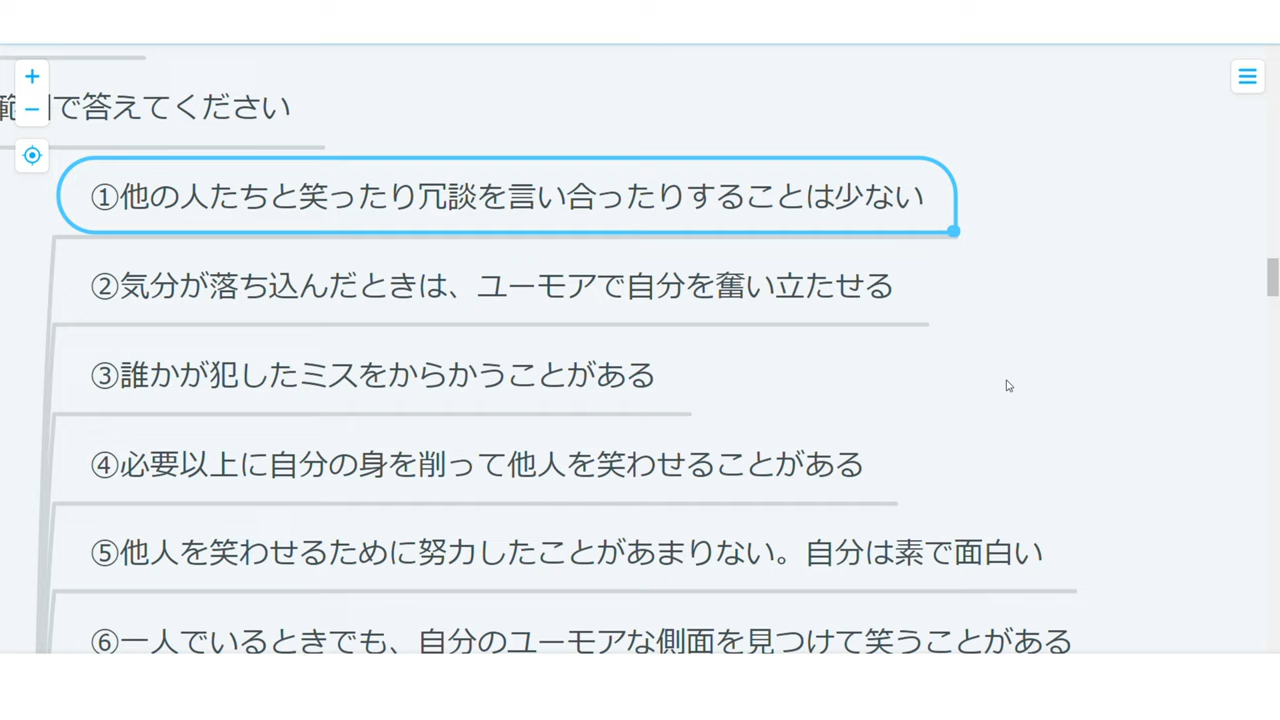 で答えてください
①他の人たちと笑ったり冗談を言い合ったりすることは少ない
②気分が落ち込んだときは、ユーモアで自分を奮い立たせる
③誰かが犯したミスをからかうことがある
④必要以上に自分の身を削って他人を笑わせることがある
⑤他人を笑わせるために努力したことがあまりない。自分は素で面白い
⑥一人でいるときでも、自分のユーモアな側面を見つけて笑うことがある